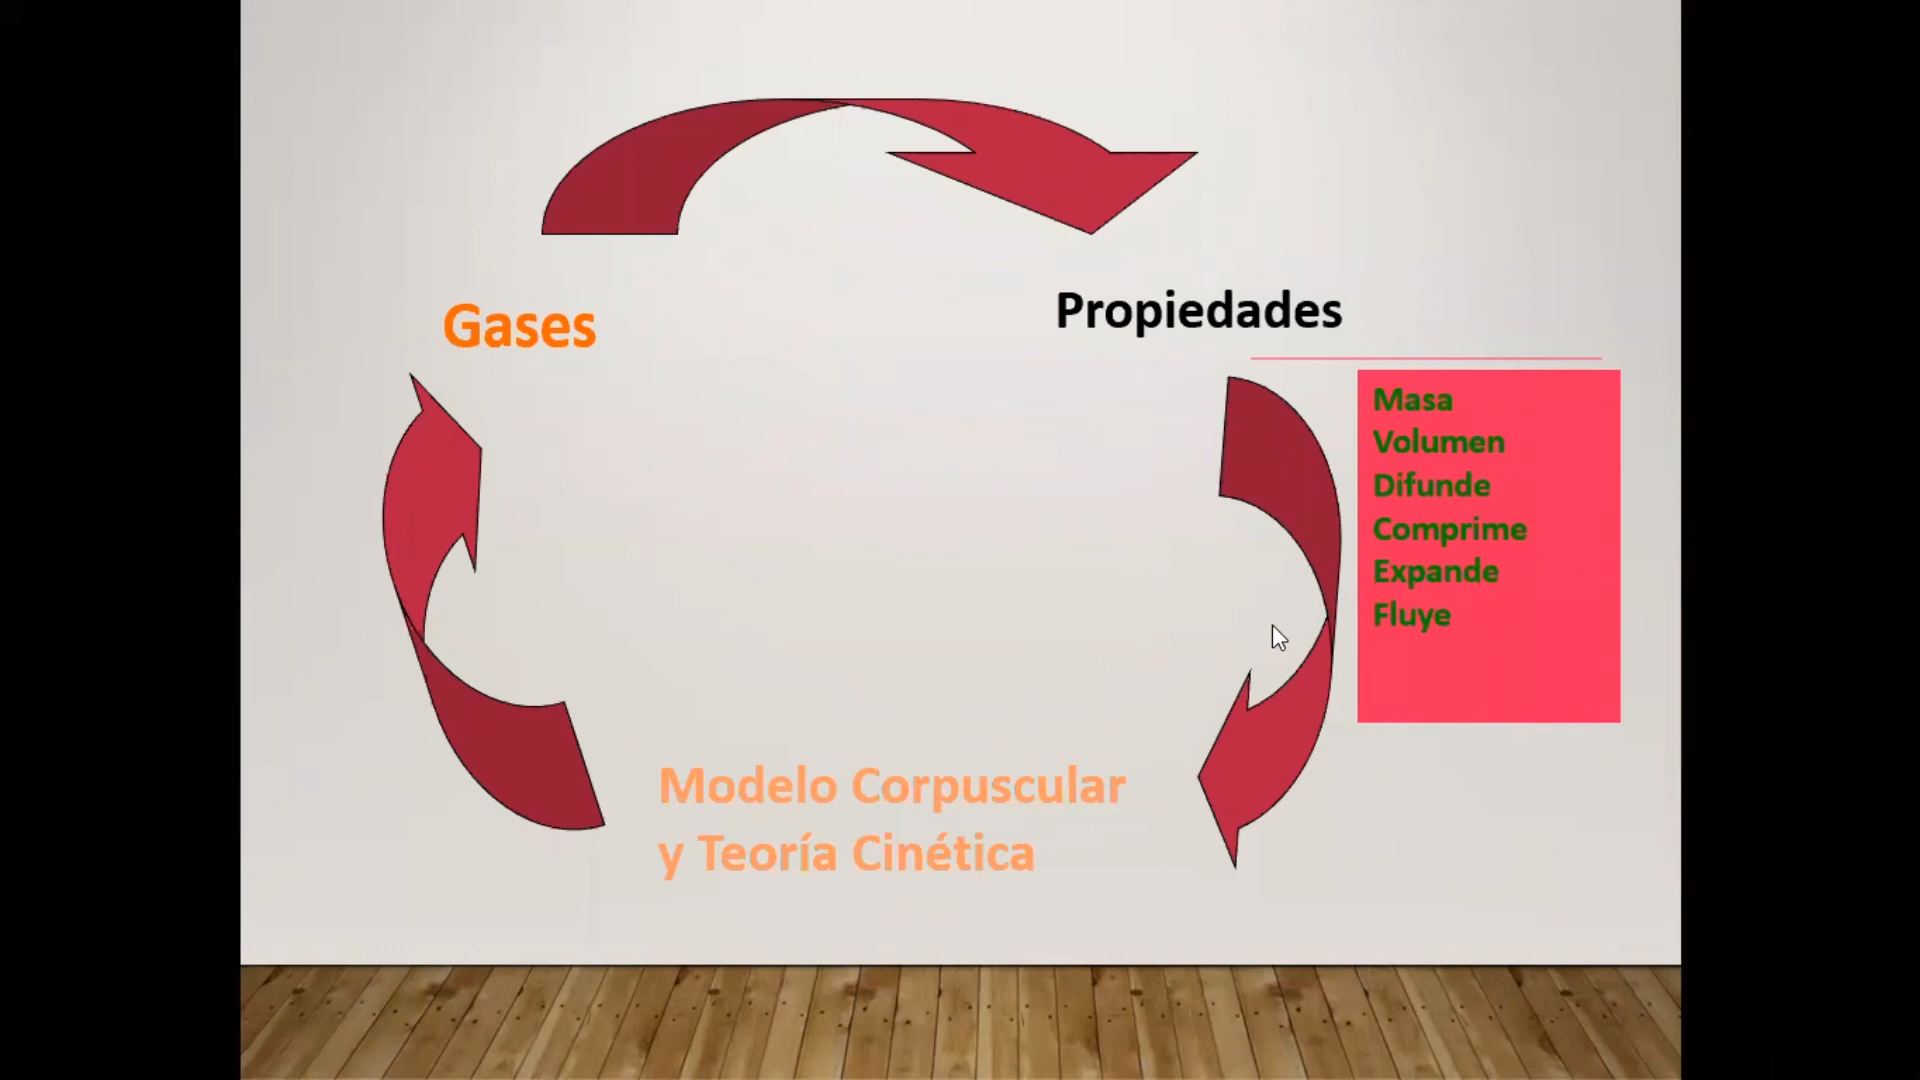 Gases
Propiedades
Masa
Volumen
Difunde
Comprime
Expande
Fluye
Modelo Corpuscular
y Teoría Cinética